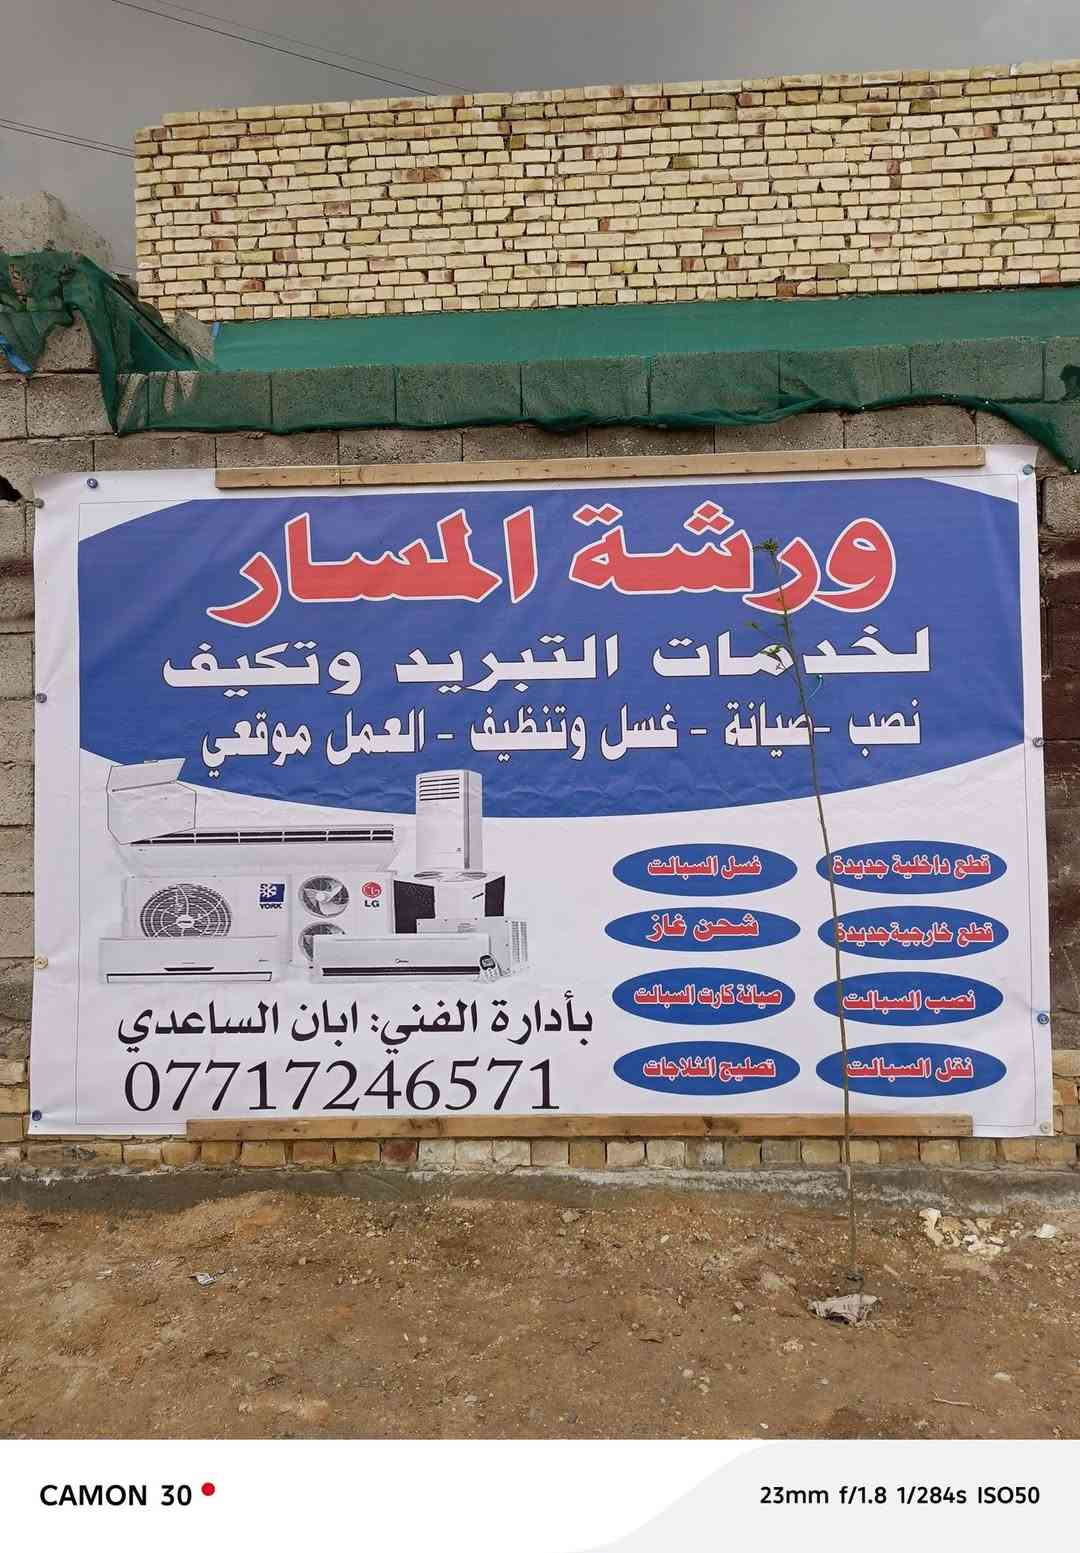 ورشة المسار
لخدمات التبريد وتكيف
نصب - صيانة - غسل وتنظيف - العمل موقعي
قطع داخلية جديدة
غسل السبالت
قطع خارجية جديدة
شحن غاز
نصب السبالت
صيانة كارت السبالت
نقل السبالت
تصليح الثلاجات
YORK
LG
Midea
بأدارة الفني: ابان الساعدي
07717246571
CAMON 30
23mm f/1.8 1/284s ISO50